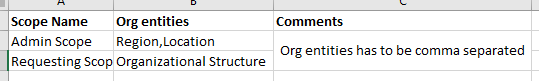 A B C
Scope Name Org entities Comments
Admin Scope Region,Location
Org entities has to be comma separated
Requesting Scop Organizational Structure